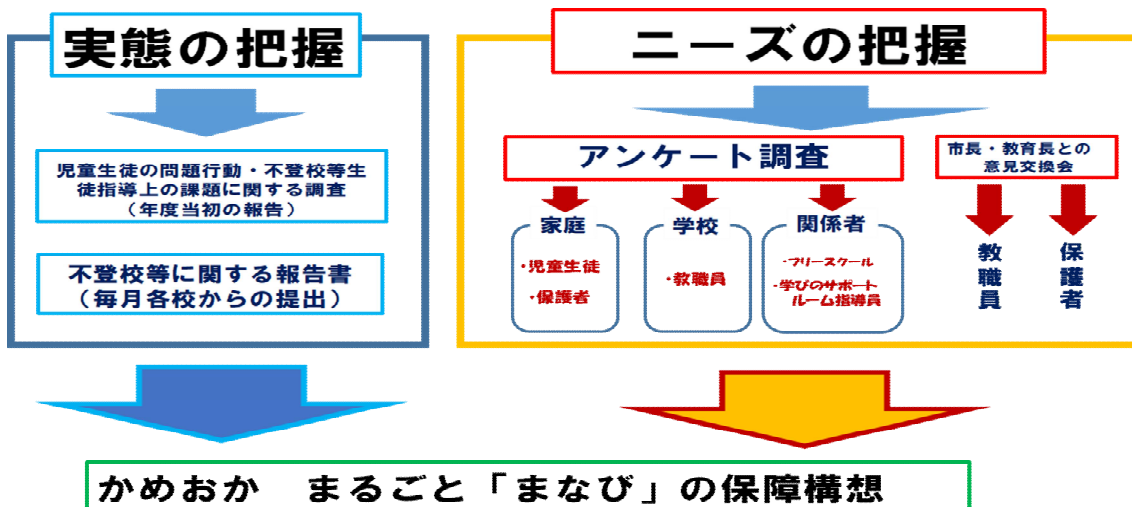 実態の把握
児童生徒の問題行動・不登校等生
徒指導上の課題に関する調査
(年度当初の報告)
不登校等に関する報告書
(毎月各校からの提出)
ニーズの把握
アンケート調査
家庭
・児童生徒
・保護者
学校
・教職員
関係者
・フリースクール
・学びのサポート
ルーム指導員
市長・教育長との
意見交換会
教職員
保護者
かめおか　まるごと「まなび」の保障構想